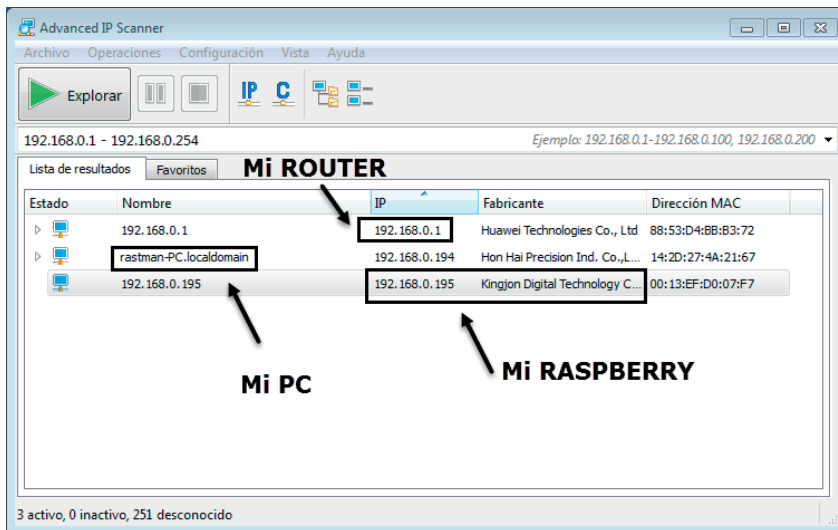 Advanced IP Scanner
Archivo Operaciones Configuración Vista Ayuda
Explorar IP C
192.168.0.1 - 192.168.0.254 Ejemplo: 192.168.0.1-192.168.0.100, 192.168.0.200
Lista de resultados Favoritos Mi ROUTER
Estado Nombre IP Fabricante Dirección MAC
192.168.0.1 192.168.0.1 Huawei Technologies Co., Ltd 88:53:D4:BB:B3:72
rastman-PC.localdomain 192.168.0.194 Hon Hai Precision Ind. Co.,L... 14:2D:27:4A:21:67
192.168.0.195 192.168.0.195 Kingjon Digital Technology C... 00:13:EF:D0:07:F7
Mi PC Mi RASPBERRY
3 activo, 0 inactivo, 251 desconocido